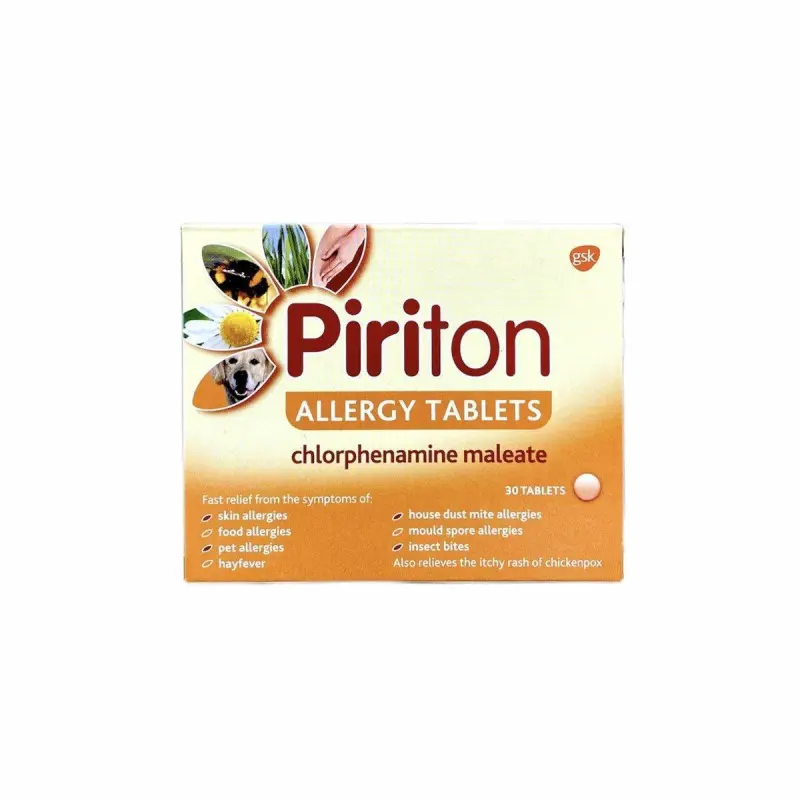 gsk
Piriton
ALLERGY TABLETS
chlorphenamine maleate
30 TABLETS
Fast relief from the symptoms of:
skin allergies
food allergies
pet allergies
hayfever
house dust mite allergies
mould spore allergies
insect bites
Also relieves the itchy rash of chickenpox